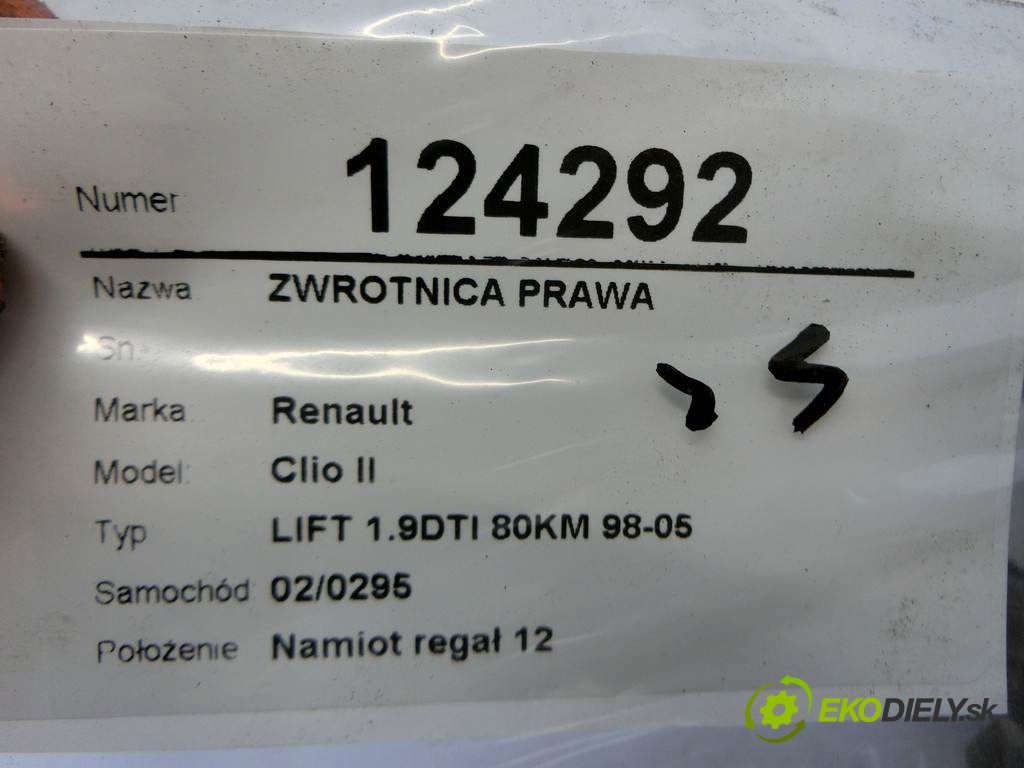 Numer 124292
Nazwa ZWROTNICA PRAWA
Sn.
Marka Renault
Model: Clio II
Typ LIFT 1.9DTI 80KM 98-05
Samochód 02/0295
Położenie Namiot regał 12
EKODIELY.sk